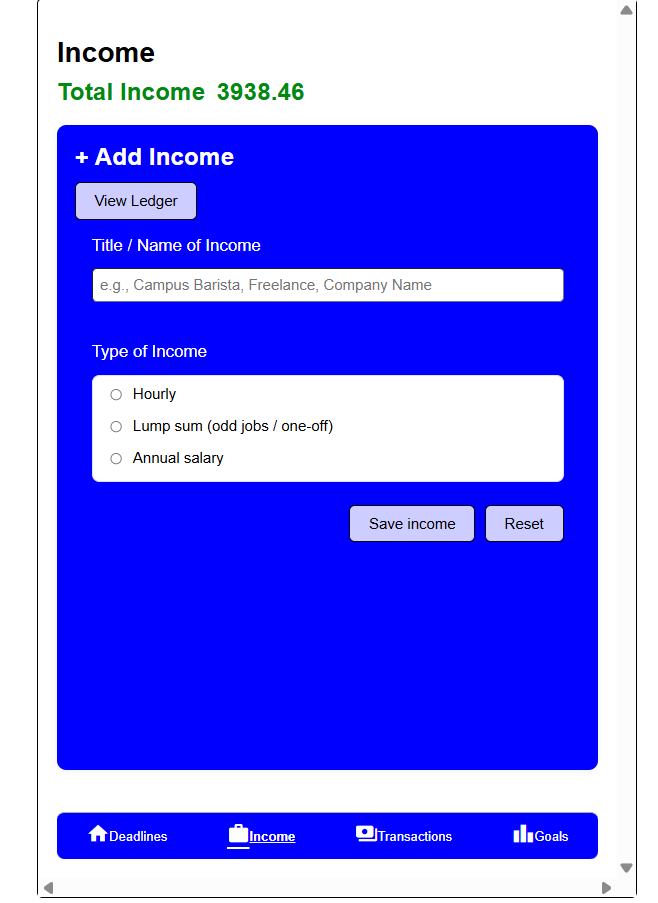 Income
Total Income 3938.46
+ Add Income
View Ledger
Title / Name of Income
e.g., Campus Barista, Freelance, Company Name
Type of Income
Hourly
Lump sum (odd jobs / one-off)
Annual salary
Save income Reset
Deadlines Income Transactions Goals